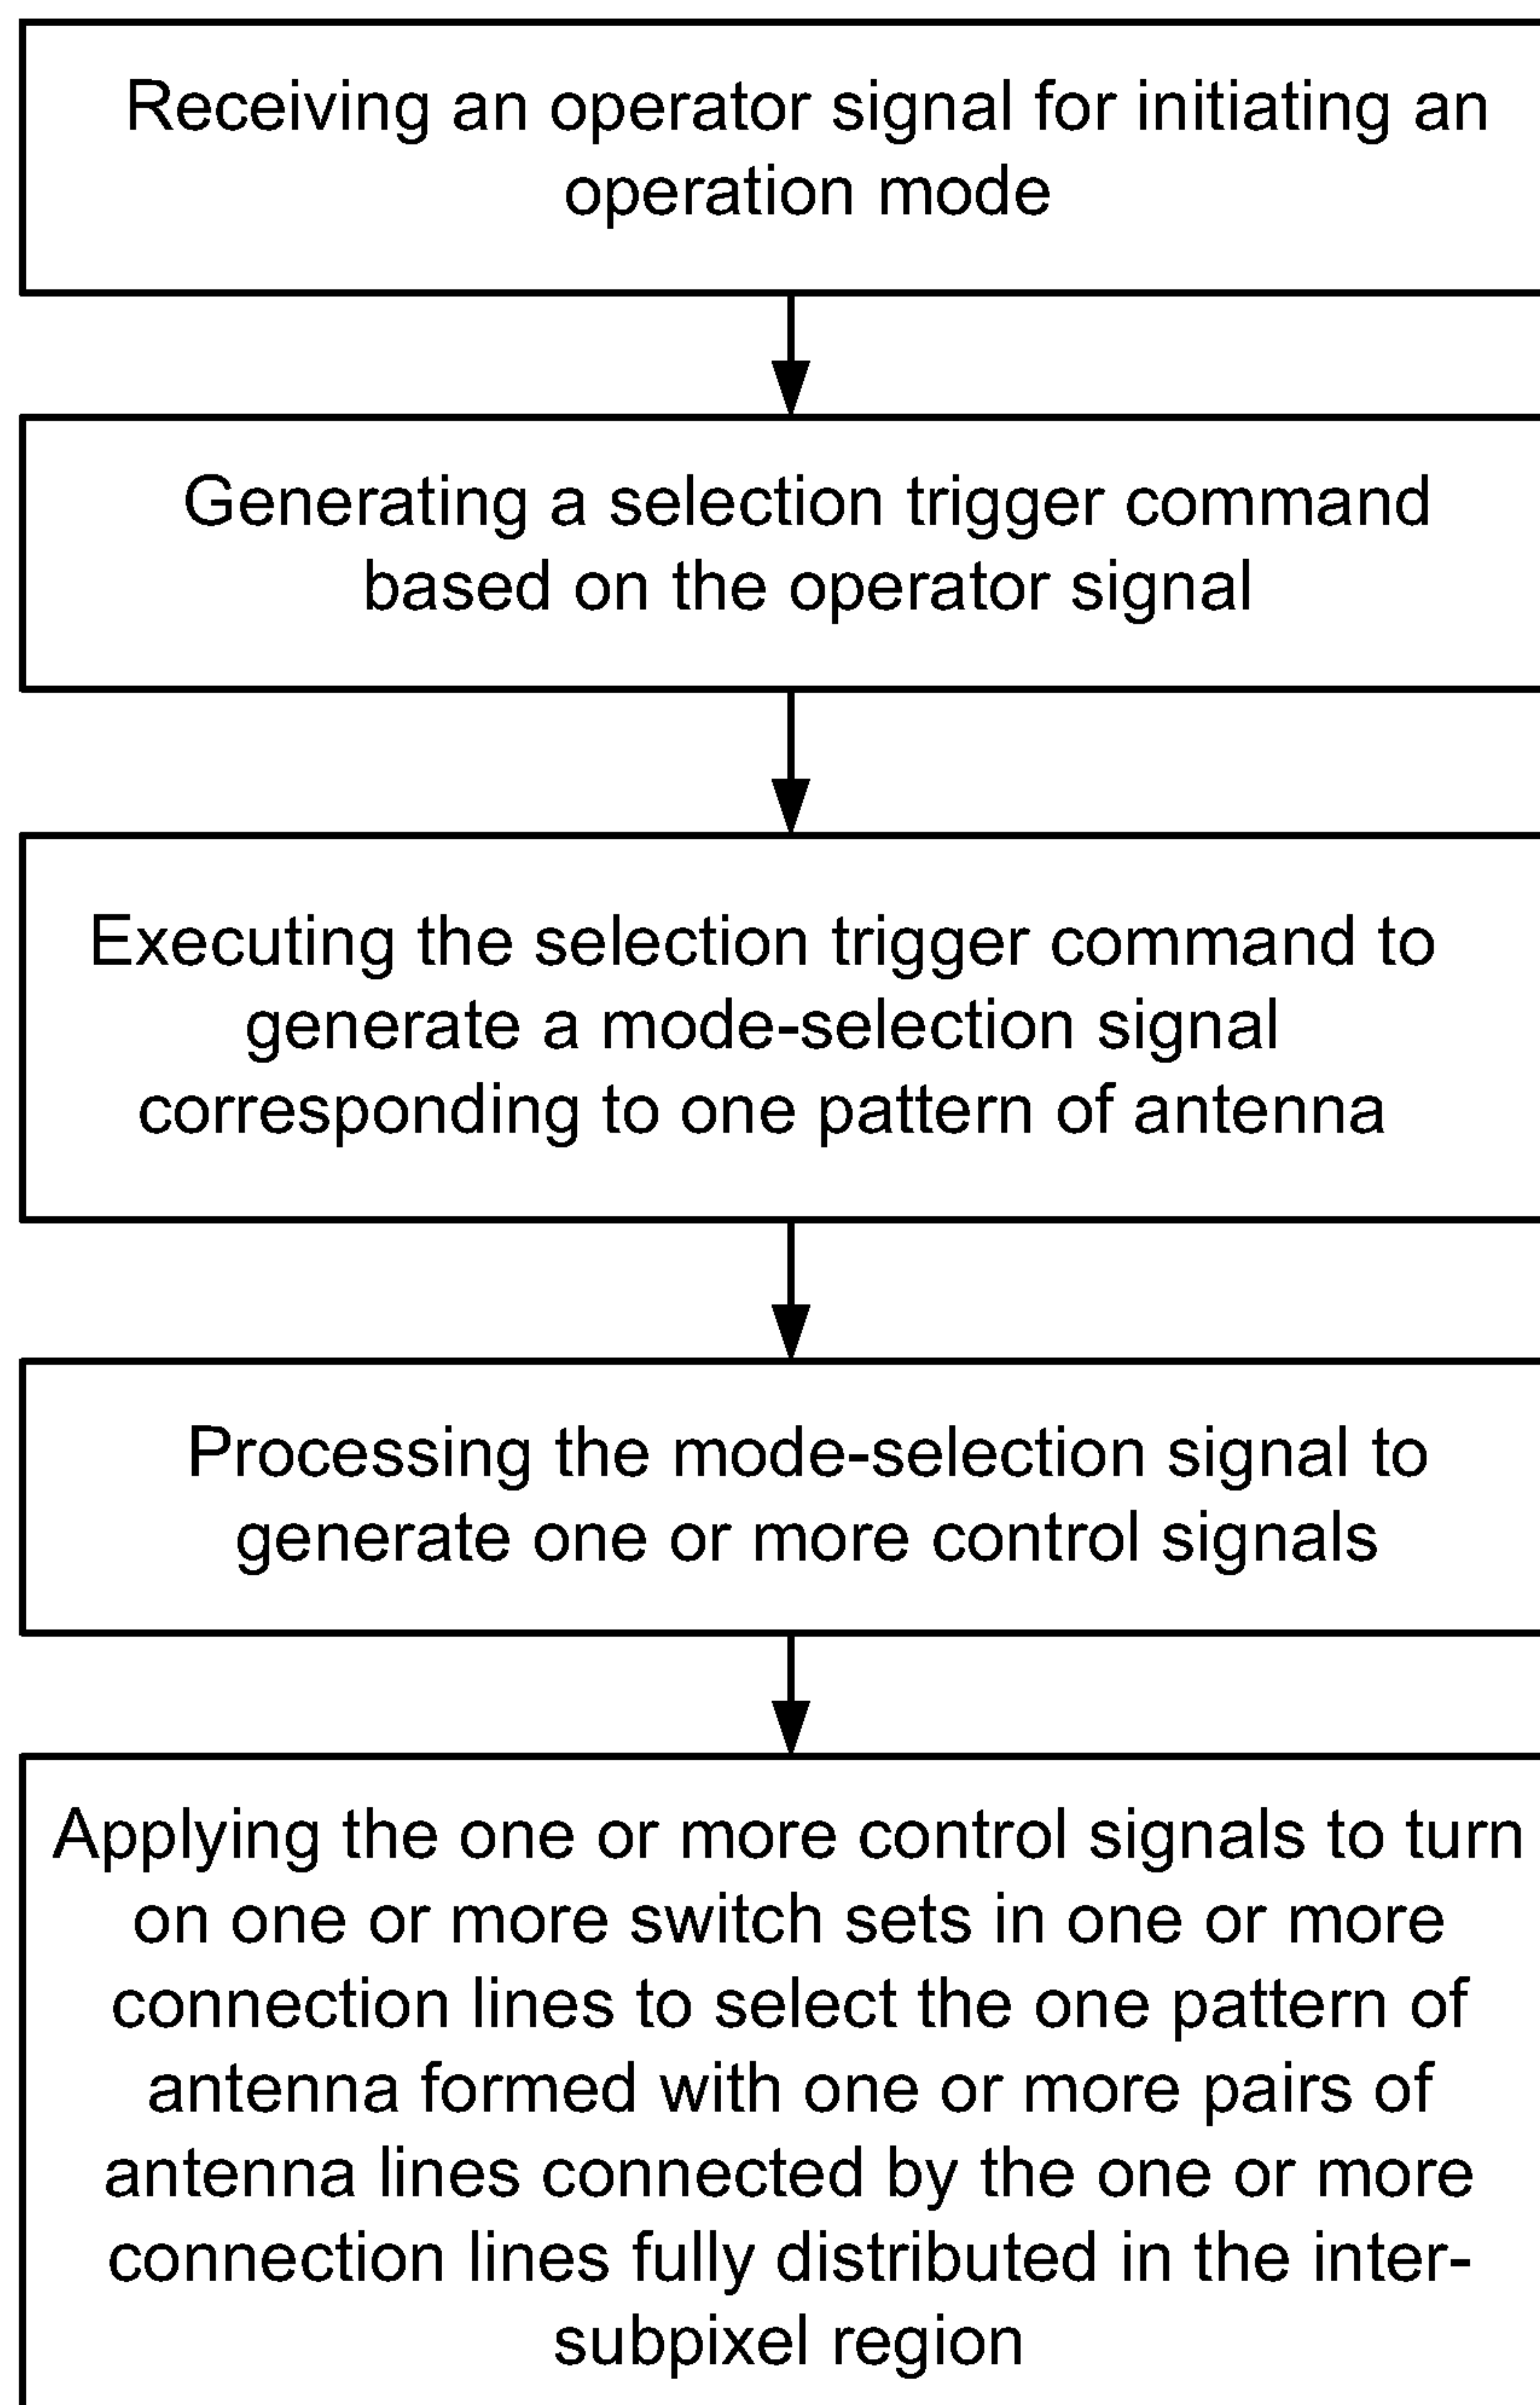 Receiving an operator signal for initiating an
operation mode
Generating a selection trigger command
based on the operator signal
Executing the selection trigger command to
generate a mode-selection signal
corresponding to one pattern of antenna
Processing the mode-selection signal to
generate one or more control signals
Applying the one or more control signals to turn
on one or more switch sets in one or more
connection lines to select the one pattern of
antenna formed with one or more pairs of
antenna lines connected by the one or more
connection lines fully distributed in the inter-
subpixel region